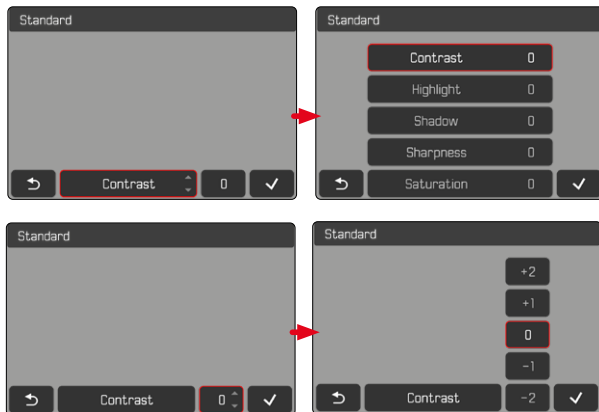 Standard
Contrast 0
Standard
Contrast 0
Highlight 0
Shadow 0
Sharpness 0
Saturation 0
Standard
Contrast 0
Standard
+2
+1
0
-1
Contrast -2